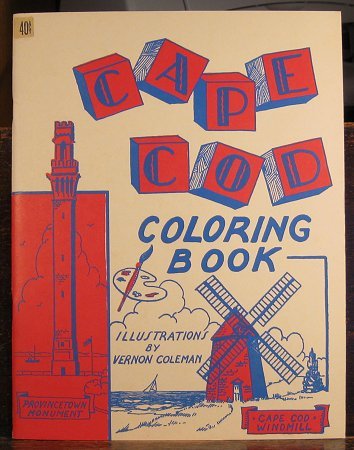 40¢
CAPE
COD
COLORING
BOOK
ILLUSTRATIONS
BY
VERNON COLEMAN
PROVINCETOWN
MONUMENT
CAPE COD
WINDMILL